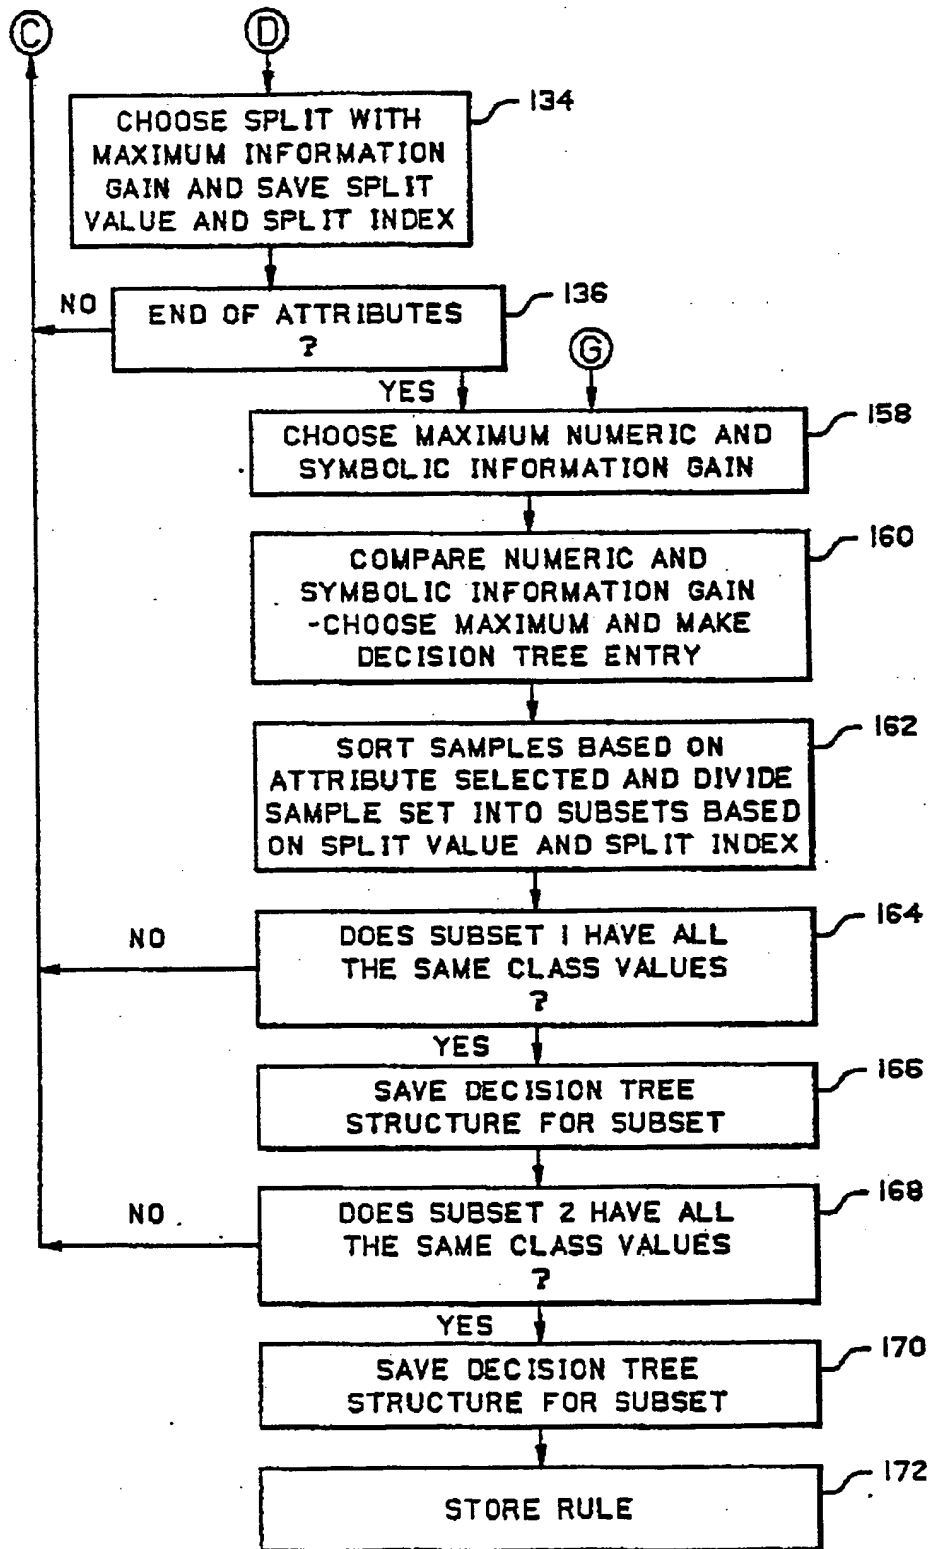 C
D
134
CHOOSE SPLIT WITH
MAXIMUM INFORMATION
GAIN AND SAVE SPLIT
VALUE AND SPLIT INDEX
136
NO
END OF ATTRIBUTES
?
G
YES
158
CHOOSE MAXIMUM NUMERIC AND
SYMBOLIC INFORMATION GAIN
160
COMPARE NUMERIC AND
SYMBOLIC INFORMATION GAIN
-CHOOSE MAXIMUM AND MAKE
DECISION TREE ENTRY
162
SORT SAMPLES BASED ON
ATTRIBUTE SELECTED AND DIVIDE
SAMPLE SET INTO SUBSETS BASED
ON SPLIT VALUE AND SPLIT INDEX
164
NO
DOES SUBSET 1 HAVE ALL
THE SAME CLASS VALUES
?
YES
166
SAVE DECISION TREE
STRUCTURE FOR SUBSET
168
NO
DOES SUBSET 2 HAVE ALL
THE SAME CLASS VALUES
?
YES
170
SAVE DECISION TREE
STRUCTURE FOR SUBSET
172
STORE RULE